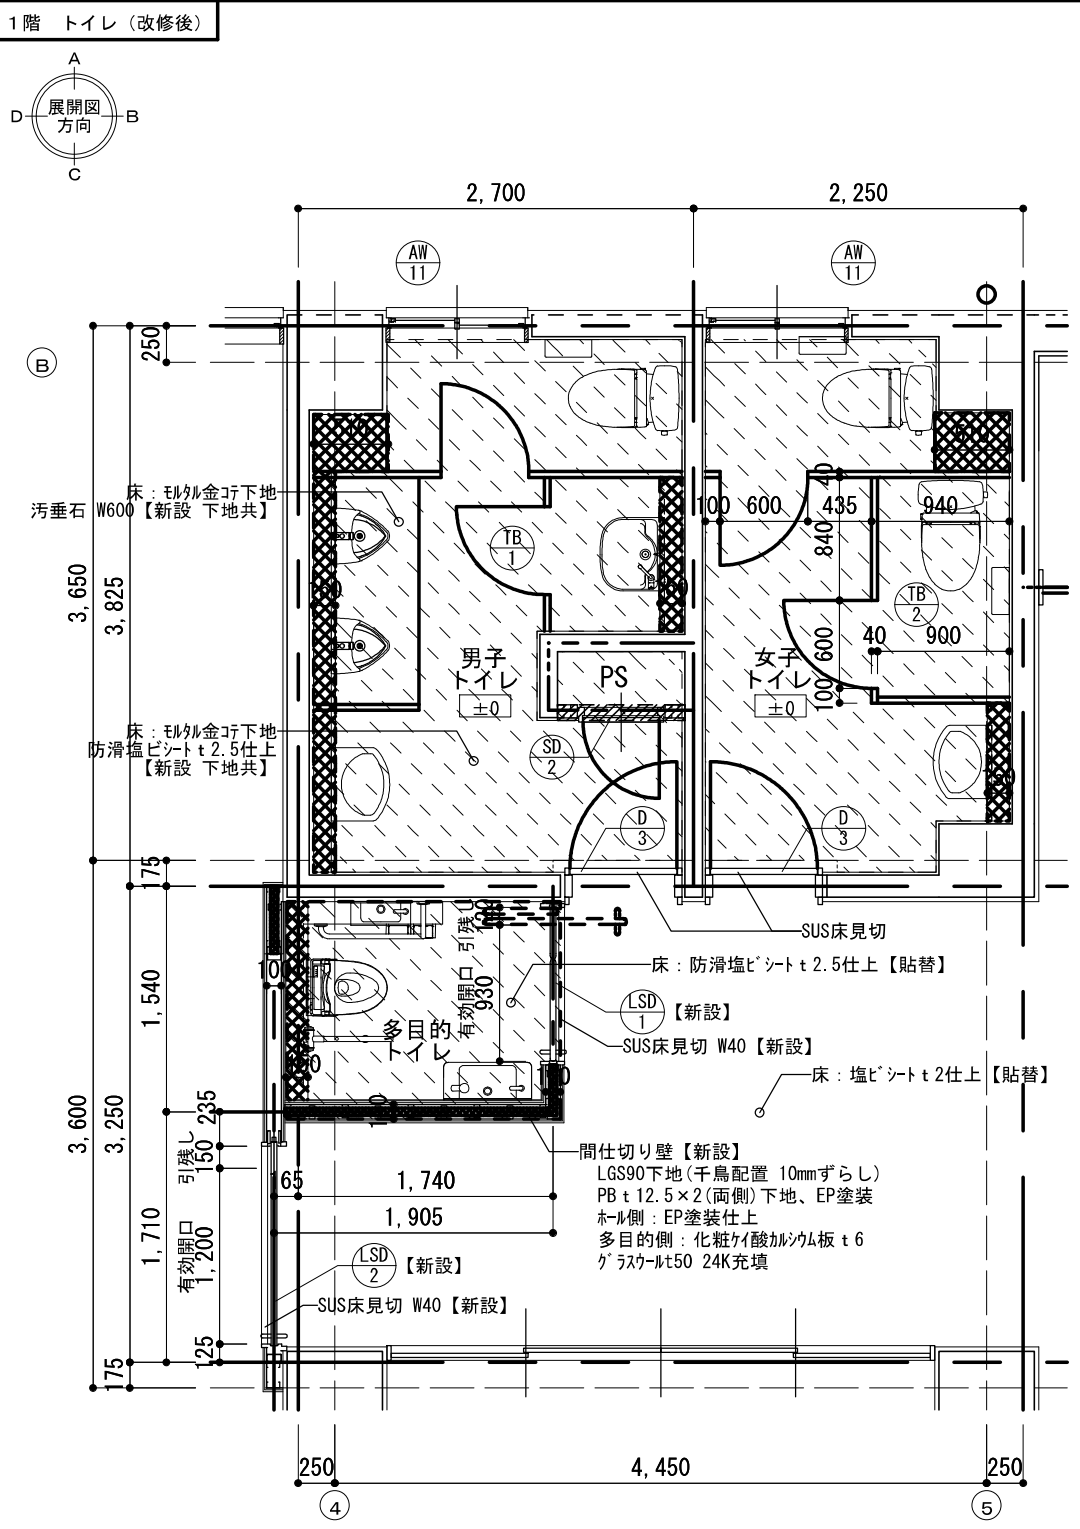 1階 トイレ（改修後）
A
D
展開図
方向
B
C
2,700
2,250
AW
11
AW
11
250
B
床：ﾓﾙﾀﾙ金ｺﾃ下地
汚垂石 W600【新設 下地共】
100
600
435
940
40
840
TB
1
TB
2
3,650
3,825
40
900
600
100
男子
トイレ
±0
PS
女子
トイレ
±0
床：ﾓﾙﾀﾙ金ｺﾃ下地
防滑塩ﾋﾞｼｰﾄｔ2.5仕上
【新設 下地共】
SD
2
D
3
D
3
175
SUS床見切
引残し
120
床：防滑塩ﾋﾞｼｰﾄｔ2.5仕上【貼替】
100
有効開口
930
1,540
LSD
1
【新設】
多目的
トイレ
SUS床見切 W40【新設】
床：塩ﾋﾞｼｰﾄｔ2仕上【貼替】
100
3,600
3,250
235
引残し
150
間仕切り壁【新設】
LGS90下地(千鳥配置 10mmずらし)
PBｔ12.5×2(両側)下地、EP塗装
ﾎｰﾙ側：EP塗装仕上
多目的側：化粧ｹｲ酸ｶﾙｼｳﾑ板ｔ6
ｸﾞﾗｽｳｰﾙt50 24K充填
65
1,740
1,905
1,710
有効開口
1,200
LSD
2
【新設】
SUS床見切 W40【新設】
125
175
250
4,450
250
4
5